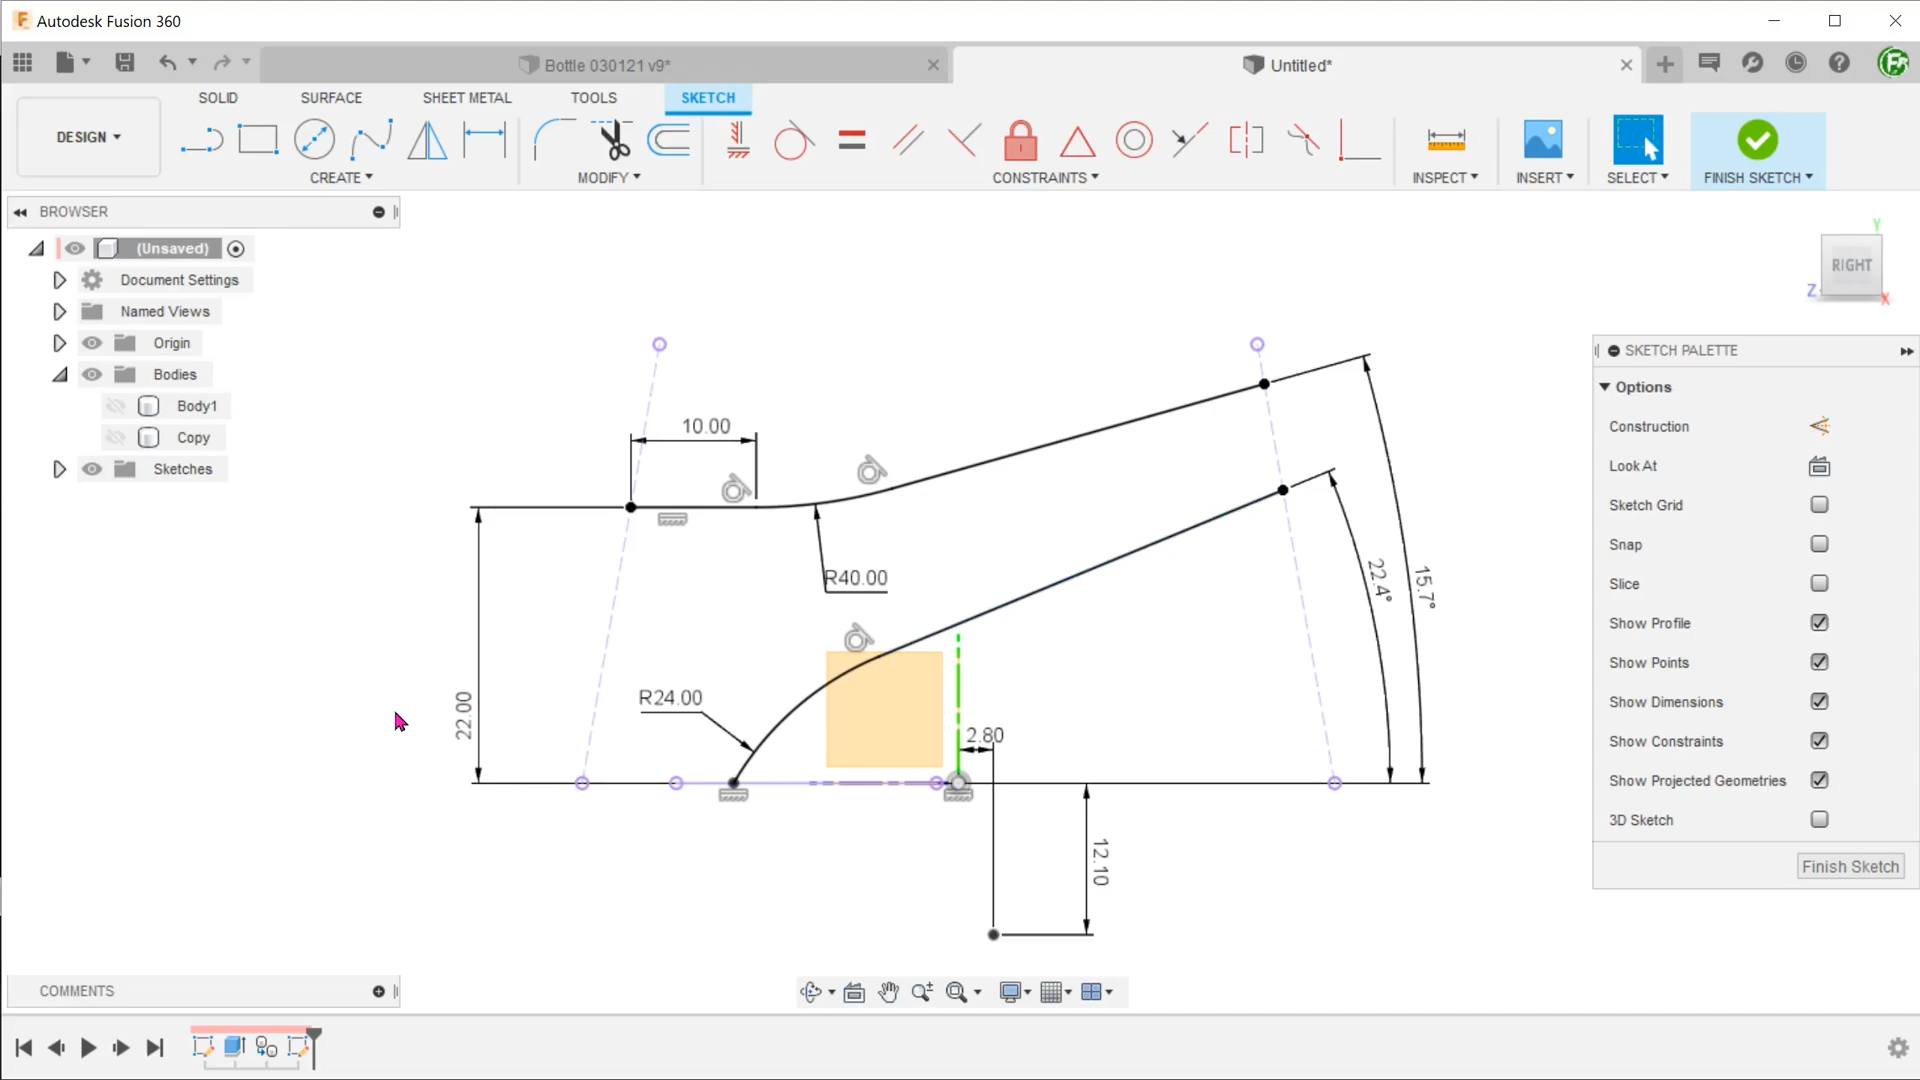 Autodesk Fusion 360
Bottle 030121 v9*
Untitled*
SOLID SURFACE SHEET METAL TOOLS SKETCH
DESIGN
CREATE MODIFY CONSTRAINTS INSPECT INSERT SELECT FINISH SKETCH
BROWSER
(Unsaved)
Document Settings
Named Views
Origin
Bodies
Body1
Copy
Sketches
Y
RIGHT
Z
X
10.00
R40.00
22.00
R24.00
2.80
12.10
22.4°
15.7°
SKETCH PALETTE
Options
Construction
Look At
Sketch Grid
Snap
Slice
Show Profile
Show Points
Show Dimensions
Show Constraints
Show Projected Geometries
3D Sketch
Finish Sketch
COMMENTS